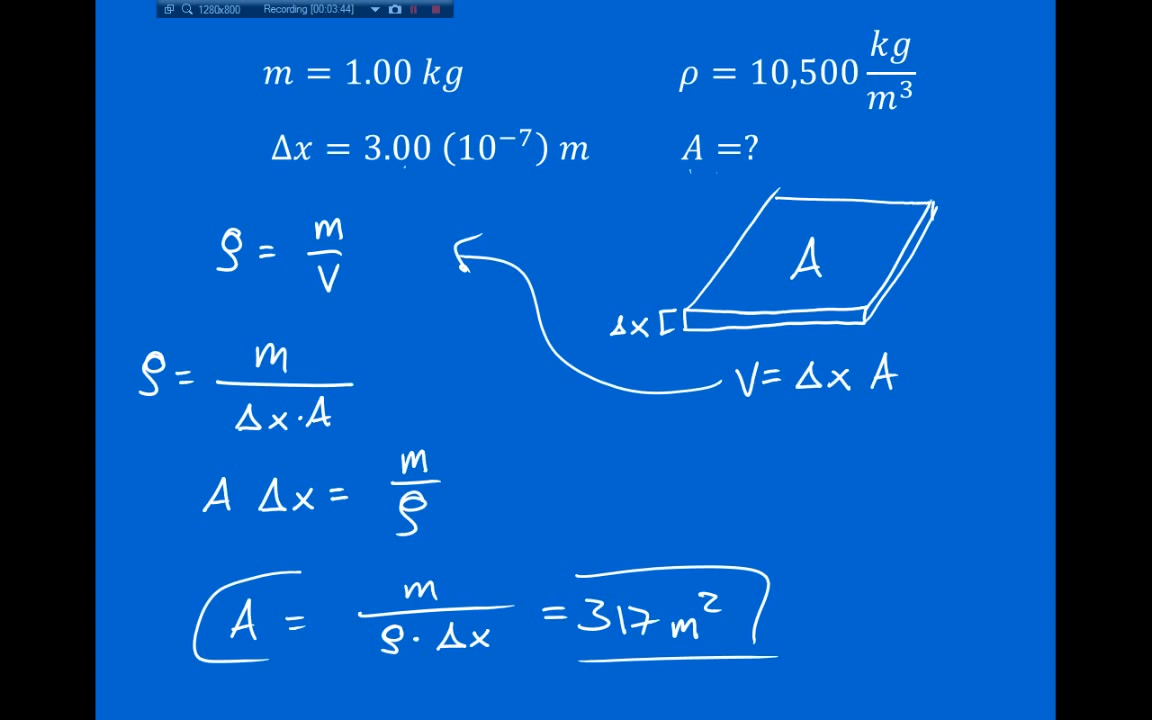 1280x800 Recording [00:03:44]
m = 1.00 kg
ρ = 10,500 kg/m³
Δx = 3.00 (10⁻⁷) m
A =?
ρ = m/V
A
Δx
V = Δx A
ρ = m/(Δx·A)
A Δx = m/ρ
A = m/(ρ·Δx) = 317 m²